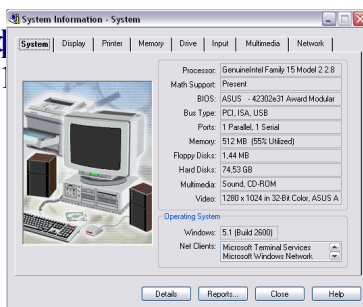 System Information - System
System Display Printer Memory Drive Input Multimedia Network
Processor: GenuineIntel Family 15 Model 2 2.8
Math Support: Present
BIOS: ASUS - 42302e31 Award Modular
Bus Type: PCI, ISA, USB
Ports: 1 Parallel, 1 Serial
Memory: 512 MB (55% Utilized)
Floppy Disks: 1,44 MB
Hard Disks: 74,53 GB
Multimedia: Sound, CD-ROM
Video: 1280 x 1024 in 32-Bit Color, ASUS A
Operating System
Windows: 5.1 (Build 2600)
Net Clients: Microsoft Terminal Services
Microsoft Windows Network
Details Reports... Close Help